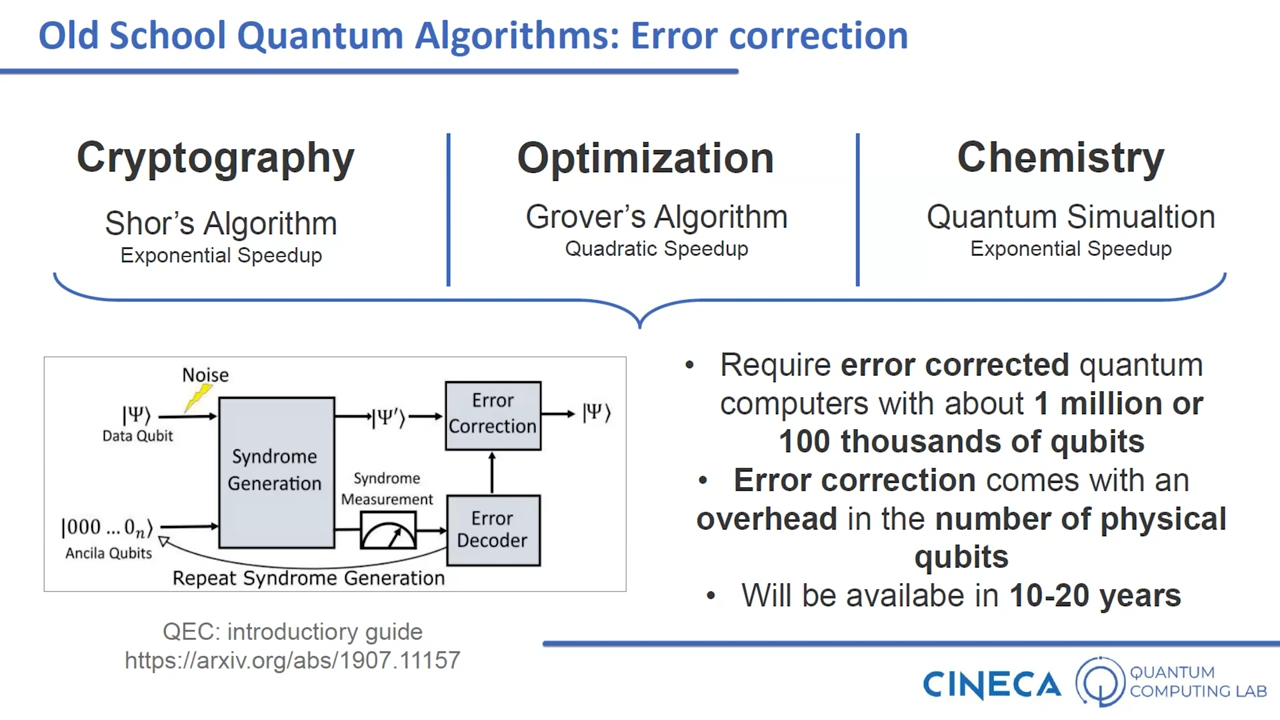 Old School Quantum Algorithms: Error correction
Cryptography
Shor's Algorithm
Exponential Speedup
Optimization
Grover's Algorithm
Quadratic Speedup
Chemistry
Quantum Simualtion
Exponential Speedup
Noise
|Ψ⟩
Data Qubit
Syndrome
Generation
|Ψ′⟩
Error
Correction
|Ψ⟩
Syndrome
Measurement
|000 ... 0ₙ⟩
Ancila Qubits
Error
Decoder
Repeat Syndrome Generation
QEC: introductiory guide
https://arxiv.org/abs/1907.11157
• Require error corrected quantum
computers with about 1 million or
100 thousands of qubits
• Error correction comes with an
overhead in the number of physical
qubits
• Will be availabe in 10-20 years
CINECA
QUANTUM
COMPUTING LAB